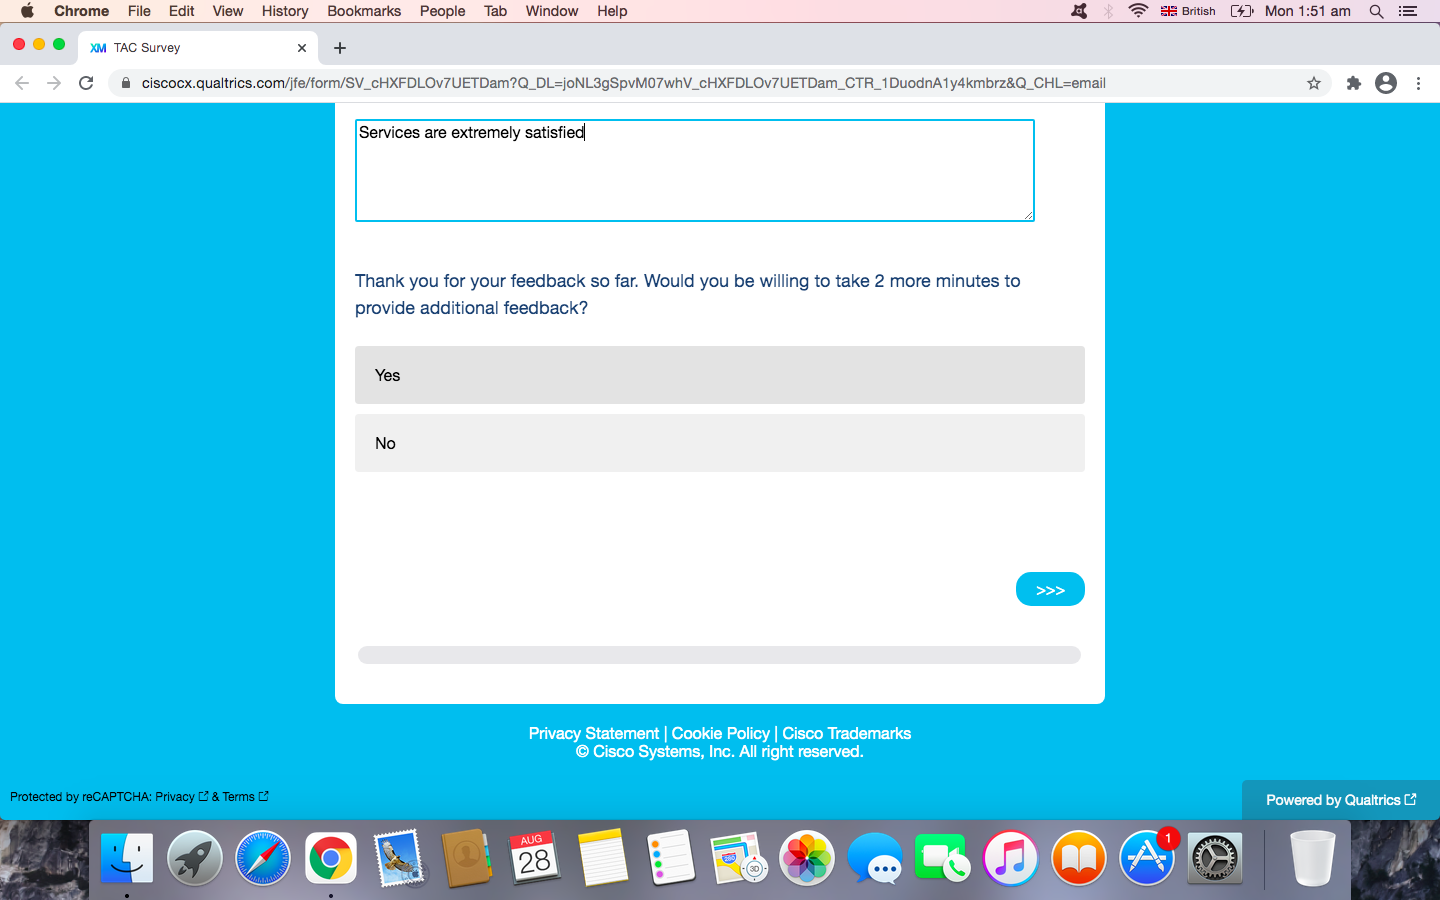 Chrome File Edit View History Bookmarks People Tab Window Help British Mon 1:51 am
XM TAC Survey
ciscocx.qualtrics.com/jfe/form/SV_cHXFDLOv7UETDam?Q_DL=joNL3gSpvM07whV_cHXFDLOv7UETDam_CTR_1DuodnA1y4kmbrz&Q_CHL=email
Services are extremely satisfied
Thank you for your feedback so far. Would you be willing to take 2 more minutes to
provide additional feedback?
Yes
No
>>>
Privacy Statement | Cookie Policy | Cisco Trademarks
© Cisco Systems, Inc. All right reserved.
Protected by reCAPTCHA: Privacy & Terms
Powered by Qualtrics
AUG
28
280
3D
1